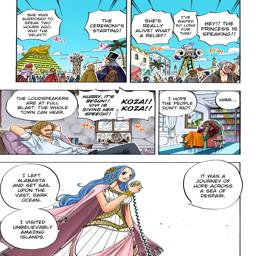 HEY!! THE
PRINCESS IS
SPEAKING!!
I'VE
WAITED
SO LONG
FOR
THIS!
SHE'S
REALLY
ALIVE! WHAT
A RELIEF!
THE
CEREMONY'S
STARTING!
SHE WAS
SUPPOSED TO
SPEAK TWO
HOURS AGO!
WHY THE
DELAY?!
HMM...
I HOPE
THE PEOPLE
DON'T
RIOT.
KOZA!!
KOZA!!
HURRY, IT'S
BEGUN!!
VIVI IS
GIVING HER
SPEECH!!
THE
LOUDSPEAKERS
ARE AT FULL
BLAST. THE WHOLE
TOWN CAN HEAR.
IT WAS A
JOURNEY OF
HOPE ACROSS
A SEA OF
DESPAIR.
I LEFT
ALABASTA
AND SET SAIL
UPON THE
VAST, DARK
OCEAN.
I VISITED
UNBELIEVABLY
AMAZING
ISLANDS.